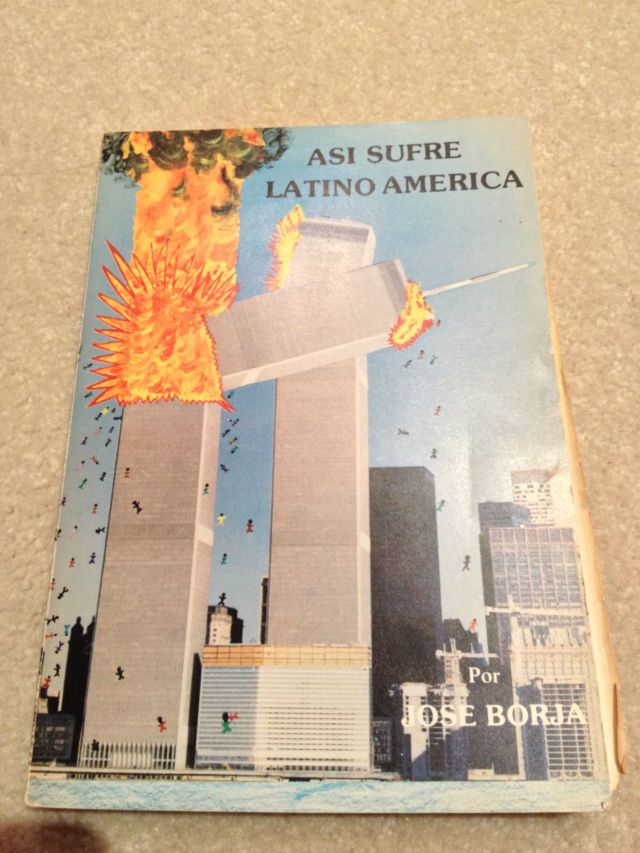 ASI SUFRE
LATINO AMERICA
Por
JOSE BORJA